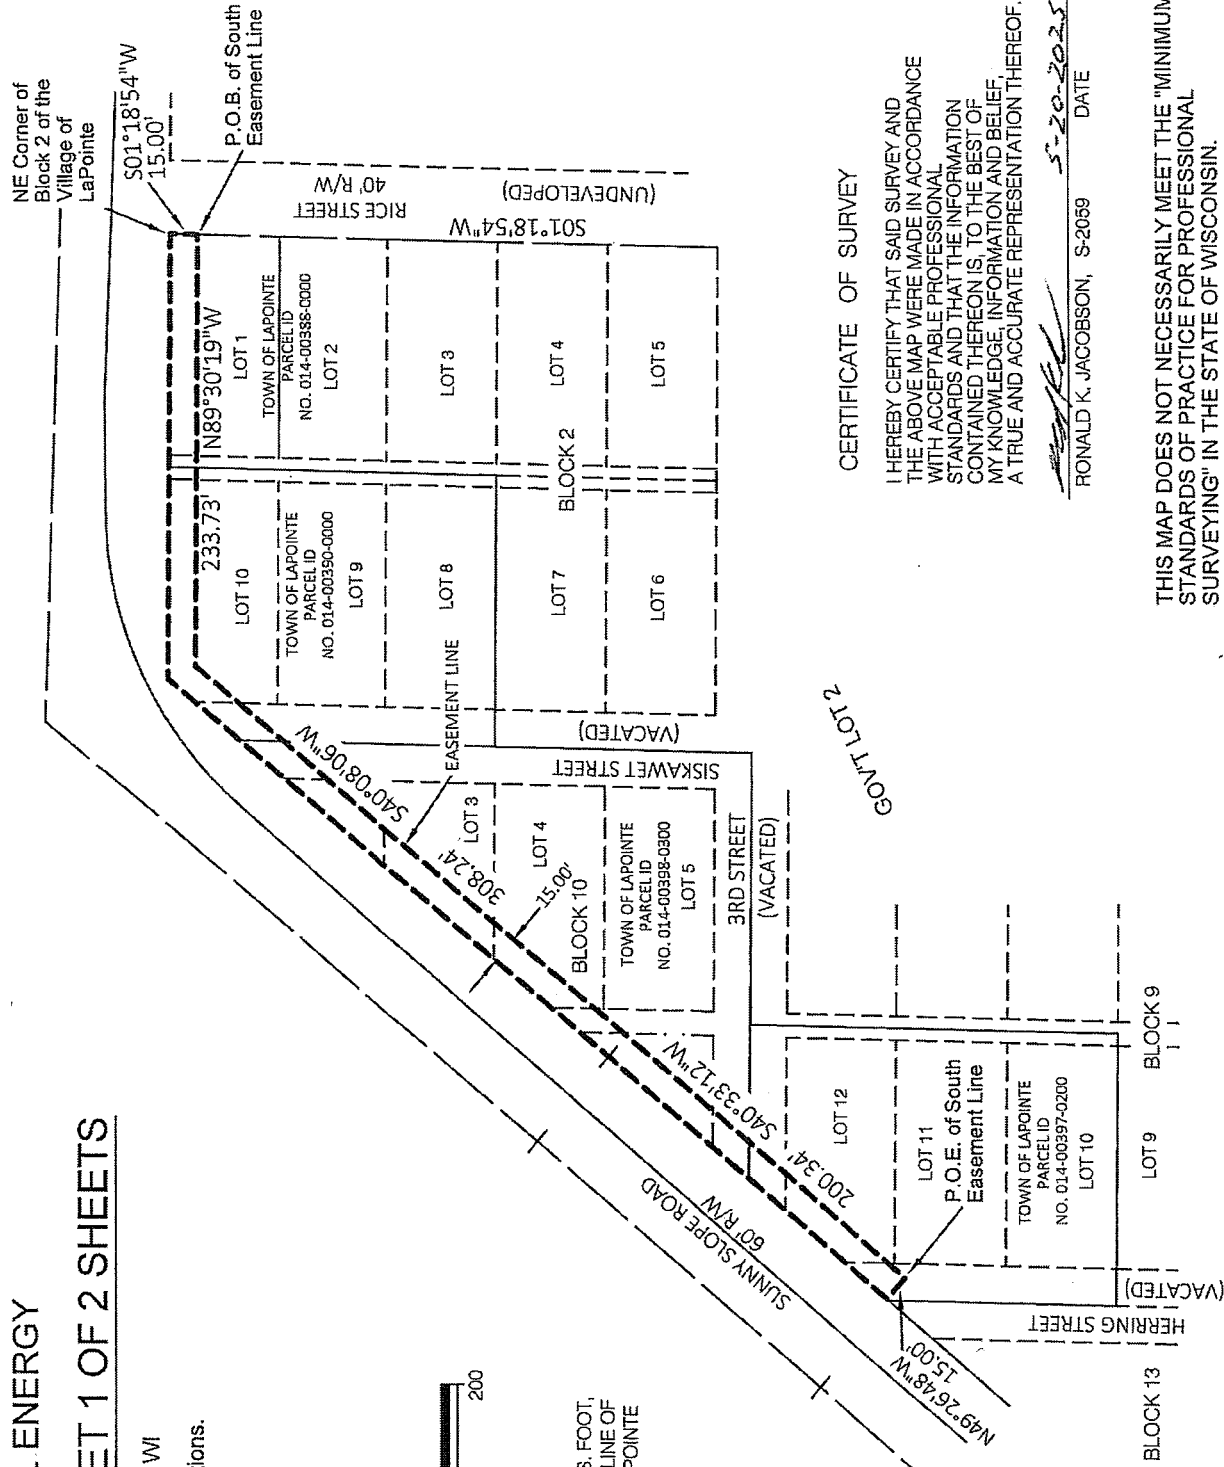 ENERGY
ET 1 OF 2 SHEETS
WI
tions.
200
S. FOOT,
LINE OF
POINTE
NE Corner of
Block 2 of the
Village of
LaPointe
S01°18'54"W
15.00'
P.O.B. of South
Easement Line
RICE STREET
40' R/W
(UNDEVELOPED)
S01°18'54"W
N89°30'19"W
233.73'
LOT 1
TOWN OF LAPOINTE
PARCEL ID
NO. 014-00388-0000
LOT 2
LOT 3
LOT 4
LOT 5
BLOCK 2
LOT 10
TOWN OF LAPOINTE
PARCEL ID
NO. 014-00390-0000
LOT 9
LOT 8
LOT 7
LOT 6
EASEMENT LINE
(VACATED)
SISKAWET STREET
S40°08'06"W
308.24'
LOT 3
LOT 4
15.00'
BLOCK 10
TOWN OF LAPOINTE
PARCEL ID
NO. 014-00398-0300
LOT 5
3RD STREET
(VACATED)
GOV'T LOT 2
S40°33'12"W
200.34'
SUNNY SLOPE ROAD
60' R/W
LOT 12
LOT 11
P.O.E. of South
Easement Line
TOWN OF LAPOINTE
PARCEL ID
NO. 014-00397-0200
LOT 10
LOT 9
BLOCK 9
(VACATED)
HERRING STREET
N49°26'48"W
15.00'
BLOCK 13
CERTIFICATE OF SURVEY
I HEREBY CERTIFY THAT SAID SURVEY AND
THE ABOVE MAP WERE MADE IN ACCORDANCE
WITH ACCEPTABLE PROFESSIONAL
STANDARDS AND THAT THE INFORMATION
CONTAINED THEREON IS, TO THE BEST OF
MY KNOWLEDGE, INFORMATION AND BELIEF,
A TRUE AND ACCURATE REPRESENTATION THEREOF.
5-20-2025
RONALD K. JACOBSON, S-2059 DATE
THIS MAP DOES NOT NECESSARILY MEET THE "MINIMUM
STANDARDS OF PRACTICE FOR PROFESSIONAL
SURVEYING" IN THE STATE OF WISCONSIN.